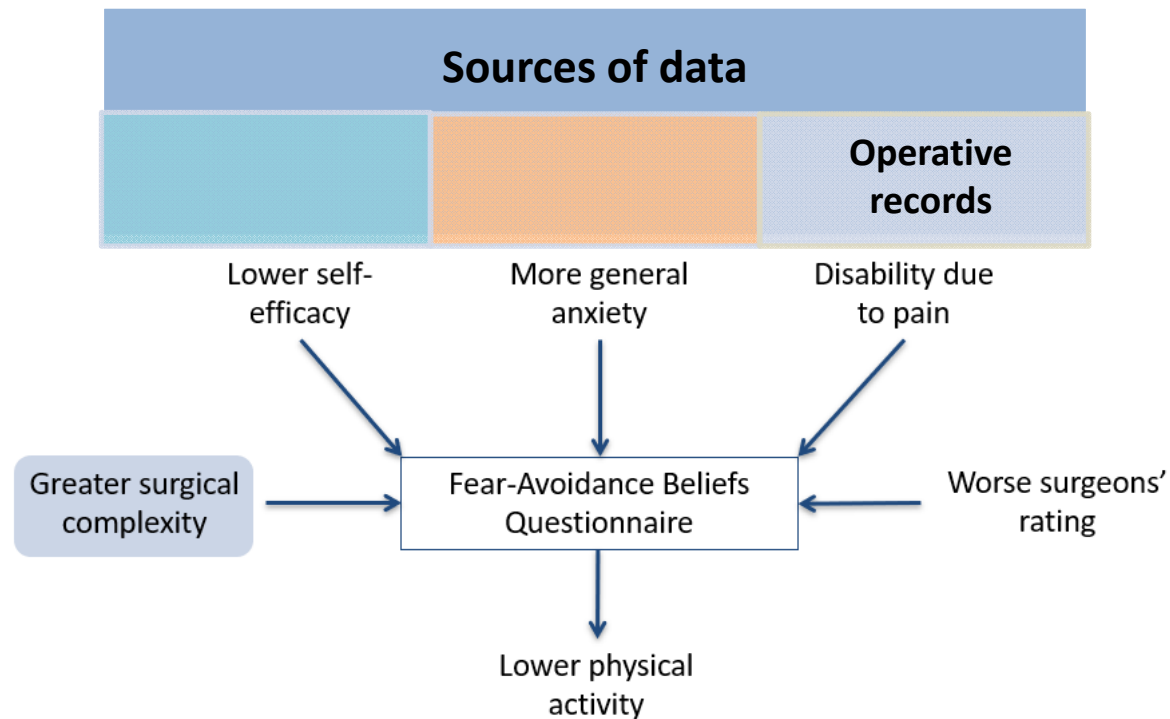 Sources of data
Operative
records
Lower self-
efficacy
More general
anxiety
Disability due
to pain
Greater surgical
complexity
Fear-Avoidance Beliefs
Questionnaire
Worse surgeons’
rating
Lower physical
activity